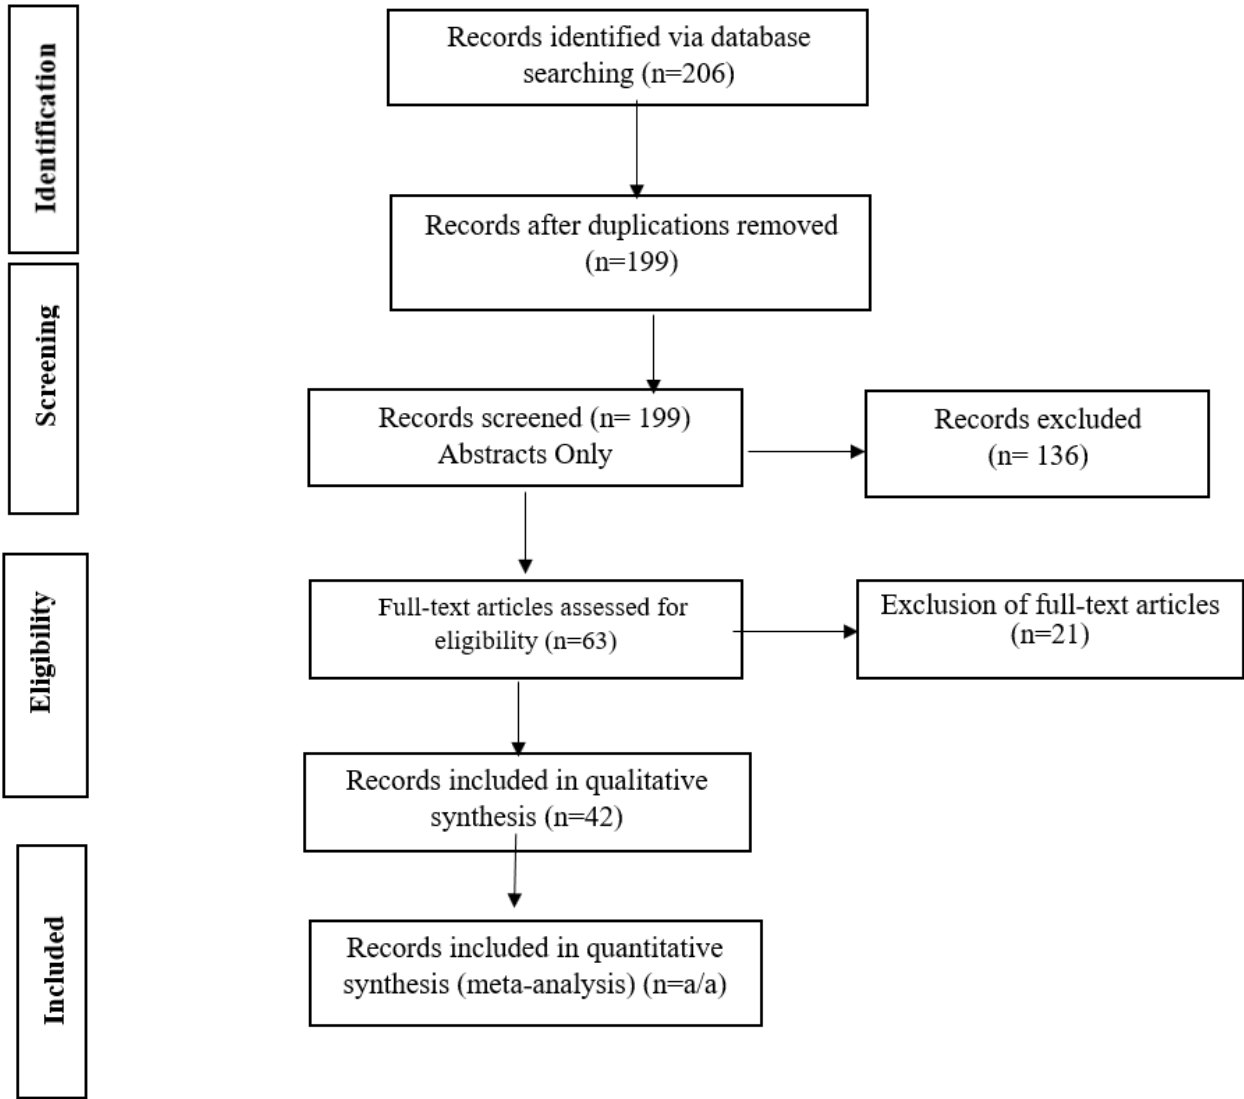 Identification
Records identified via database
searching (n=206)
Records after duplications removed
(n=199)
Screening
Records screened (n= 199)
Abstracts Only
Records excluded
(n= 136)
Eligibility
Full-text articles assessed for
eligibility (n=63)
Exclusion of full-text articles
(n=21)
Records included in qualitative
synthesis (n=42)
Included
Records included in quantitative
synthesis (meta-analysis) (n=a/a)